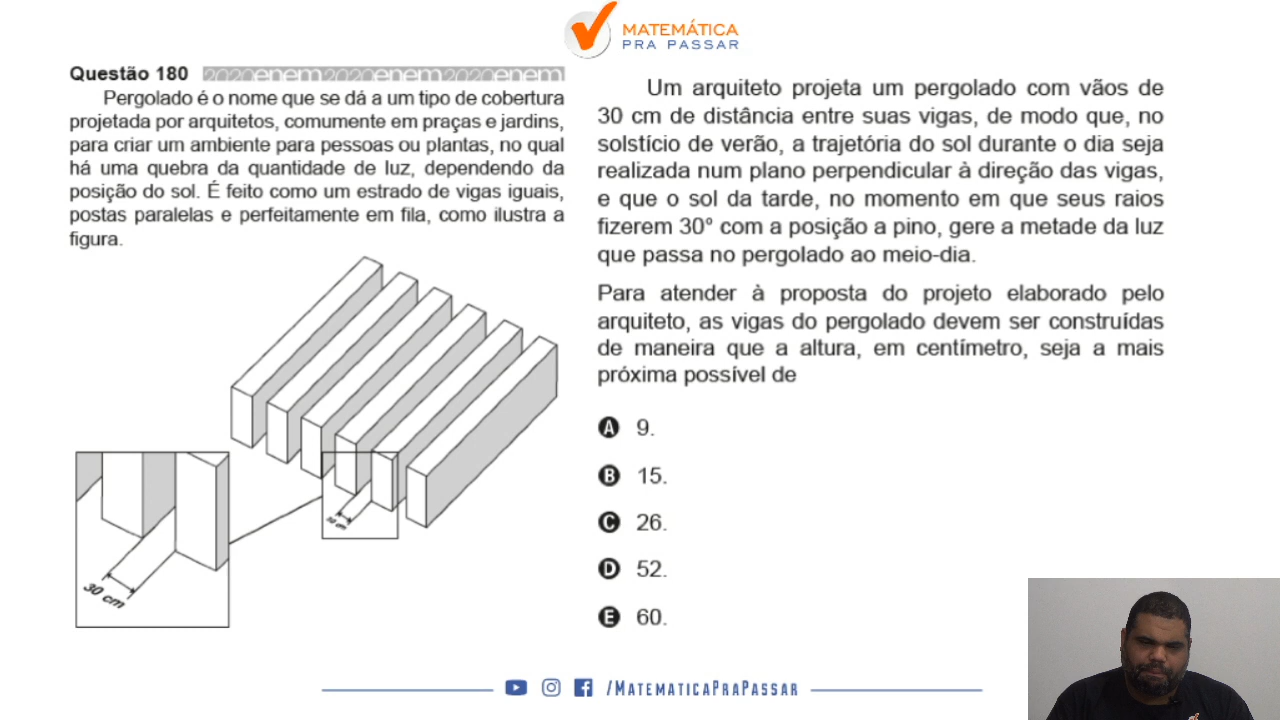 MATEMÁTICA
PRA PASSAR
Questão 180 2020enem2020enem2020enem
Pergolado é o nome que se dá a um tipo de cobertura
projetada por arquitetos, comumente em praças e jardins,
para criar um ambiente para pessoas ou plantas, no qual
há uma quebra da quantidade de luz, dependendo da
posição do sol. É feito como um estrado de vigas iguais,
postas paralelas e perfeitamente em fila, como ilustra a
figura.
30 cm
30 cm
Um arquiteto projeta um pergolado com vãos de
30 cm de distância entre suas vigas, de modo que, no
solstício de verão, a trajetória do sol durante o dia seja
realizada num plano perpendicular à direção das vigas,
e que o sol da tarde, no momento em que seus raios
fizerem 30° com a posição a pino, gere a metade da luz
que passa no pergolado ao meio-dia.
Para atender à proposta do projeto elaborado pelo
arquiteto, as vigas do pergolado devem ser construídas
de maneira que a altura, em centímetro, seja a mais
próxima possível de
A 9.
B 15.
C 26.
D 52.
E 60.
/MATEMATICAPRAPASSAR